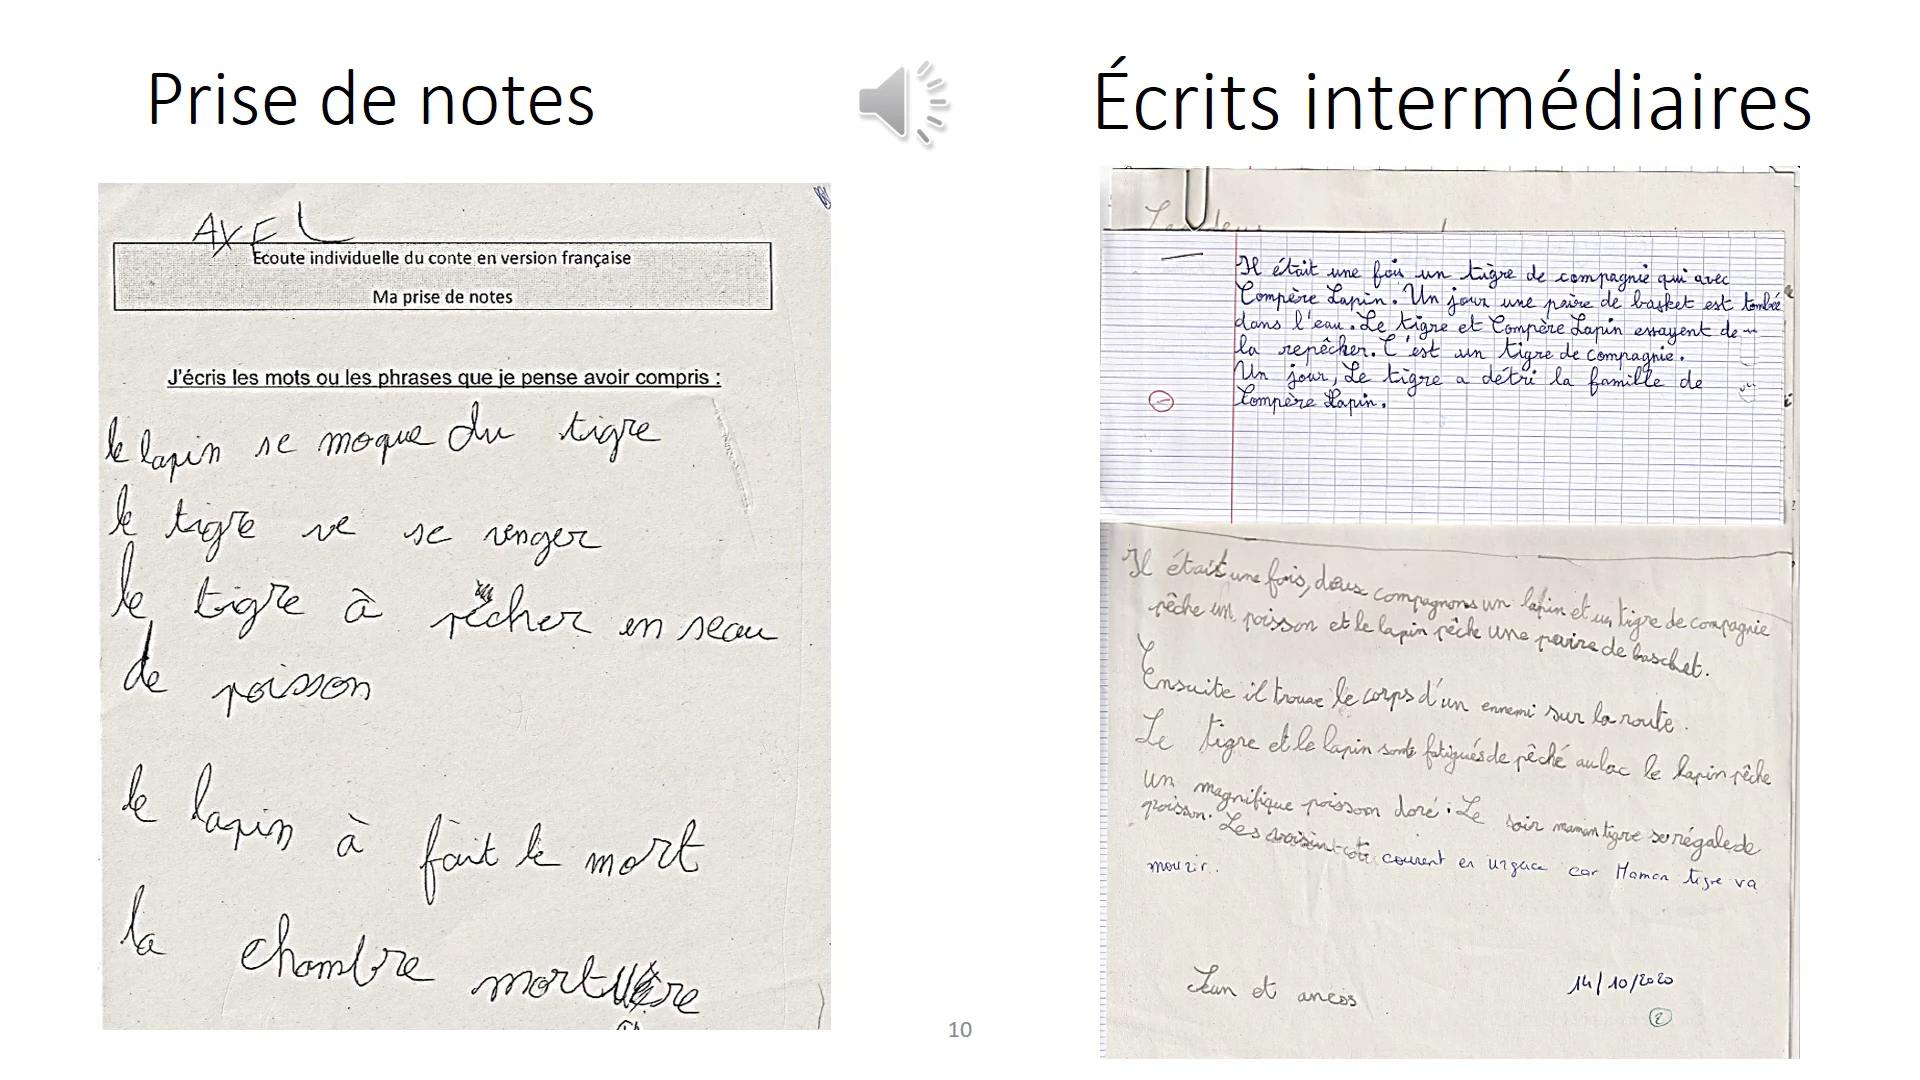 Prise de notes
AXEL
Ecoute individuelle du conte en version française
Ma prise de notes
J'écris les mots ou les phrases que je pense avoir compris :
le lapin se moque du tigre
le tigre ve se venger
le tigre à pêcher en seau
de poisson
le lapin à fait le mort
la chambre mortuère
Écrits intermédiaires
Il était une fois un tigre de compagnie qui avec
Compère Lapin. Un jour une paire de basket est tombée
dans l'eau. Le tigre et Compère Lapin essayent de
la repêcher. C'est un tigre de compagnie.
Un jour, Le tigre a détri la famille de
Compère Lapin.
Il était une fois, deux compagnons un lapin et un tigre de compagnie
pêche un poisson et le lapin pêche une paire de baschet.
Ensuite il trouve le corps d'un ennemi sur la route.
Le tigre et le lapin sont fatigués de pêché au lac le lapin pêche
un magnifique poisson doré. Le soir maman tigre se régale de
poisson. Les courent en urgace car Maman tigre va
mourir.
Jean et
14/10/2020
2
10